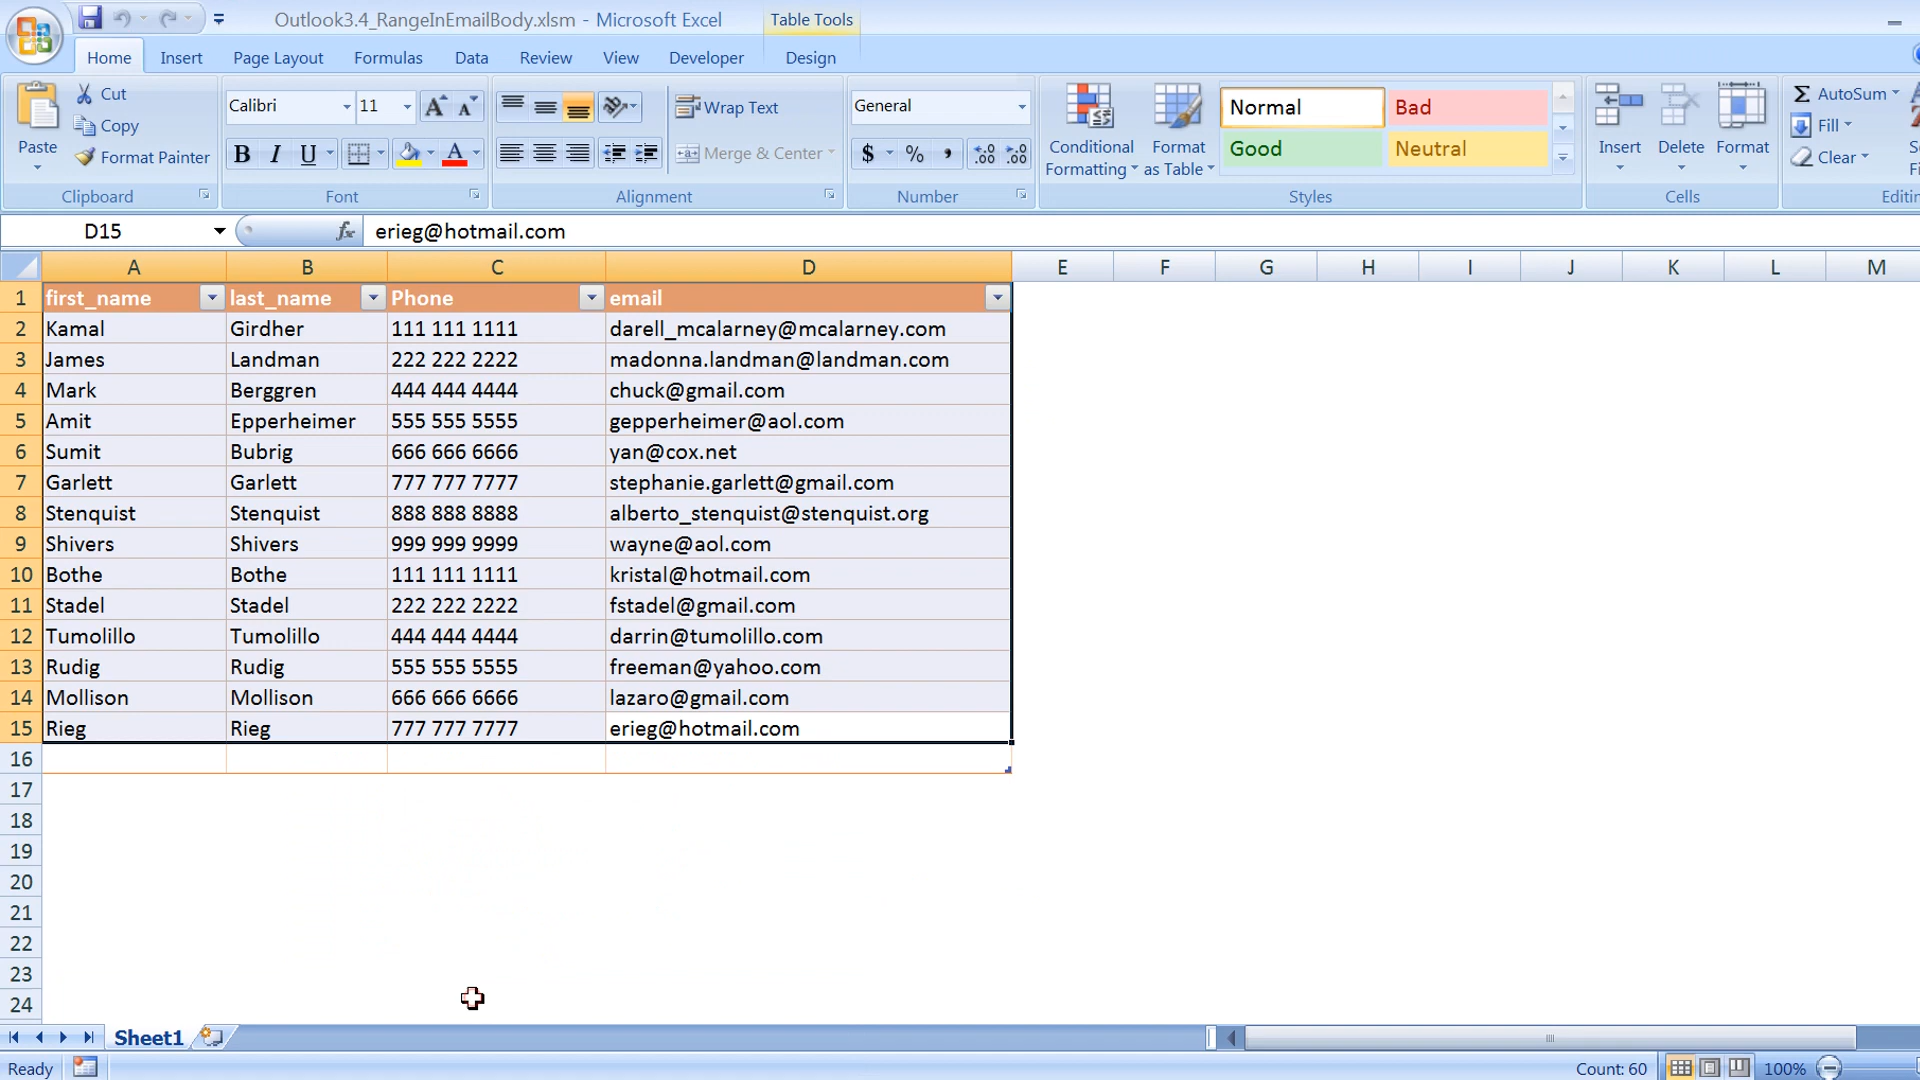 Outlook3.4_RangeInEmailBody.xlsm - Microsoft Excel
Table Tools
Home Insert Page Layout Formulas Data Review View Developer Design
Paste
Cut
Copy
Format Painter
Clipboard
Calibri 11
B I U
Font
Wrap Text
Merge & Center
Alignment
General
$ % ,
Number
Conditional Formatting
Format as Table
Normal Bad
Good Neutral
Styles
Insert Delete Format
Cells
Σ AutoSum
Fill
Clear
D15 fx erieg@hotmail.com
A B C D E F G H I J K L M
1 first_name last_name Phone email
2 Kamal Girdher 111 111 1111 darell_mcalarney@mcalarney.com
3 James Landman 222 222 2222 madonna.landman@landman.com
4 Mark Berggren 444 444 4444 chuck@gmail.com
5 Amit Epperheimer 555 555 5555 gepperheimer@aol.com
6 Sumit Bubrig 666 666 6666 yan@cox.net
7 Garlett Garlett 777 777 7777 stephanie.garlett@gmail.com
8 Stenquist Stenquist 888 888 8888 alberto_stenquist@stenquist.org
9 Shivers Shivers 999 999 9999 wayne@aol.com
10 Bothe Bothe 111 111 1111 kristal@hotmail.com
11 Stadel Stadel 222 222 2222 fstadel@gmail.com
12 Tumolillo Tumolillo 444 444 4444 darrin@tumolillo.com
13 Rudig Rudig 555 555 5555 freeman@yahoo.com
14 Mollison Mollison 666 666 6666 lazaro@gmail.com
15 Rieg Rieg 777 777 7777 erieg@hotmail.com
16
17
18
19
20
21
22
23
24
Sheet1
Ready Count: 60 100%